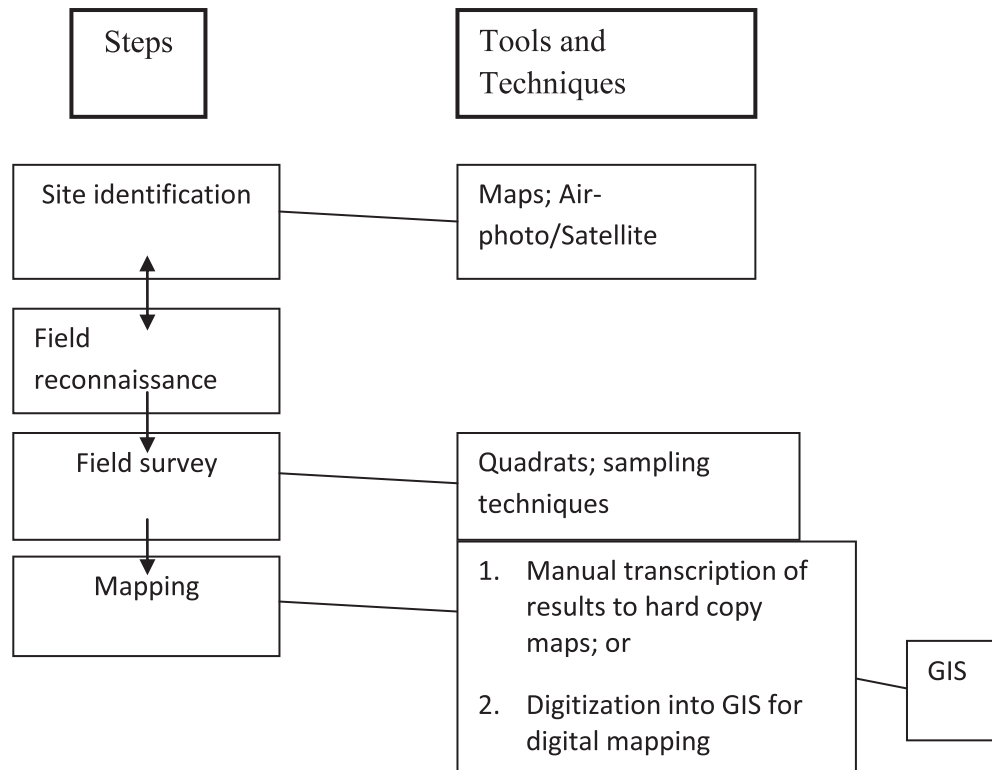 Steps
Tools and
Techniques
Site identification
Maps; Air-
photo/Satellite
Field
reconnaissance
Field survey
Quadrats; sampling
techniques
Mapping
1. Manual transcription of
results to hard copy
maps; or
2. Digitization into GIS for
digital mapping
GIS